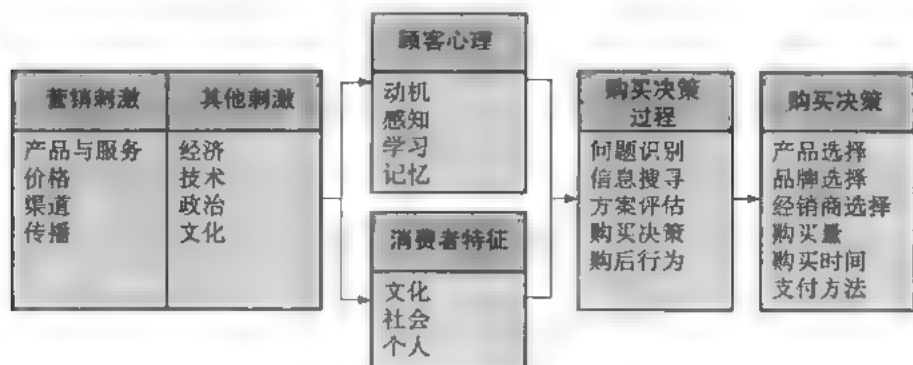 营销刺激
产品与服务
价格
渠道
传播
其他刺激
经济
技术
政治
文化
顾客心理
动机
感知
学习
记忆
消费者特征
文化
社会
个人
购买决策
过程
问题识别
信息搜寻
方案评估
购买决策
购后行为
购买决策
产品选择
品牌选择
经销商选择
购买量
购买时间
支付方法